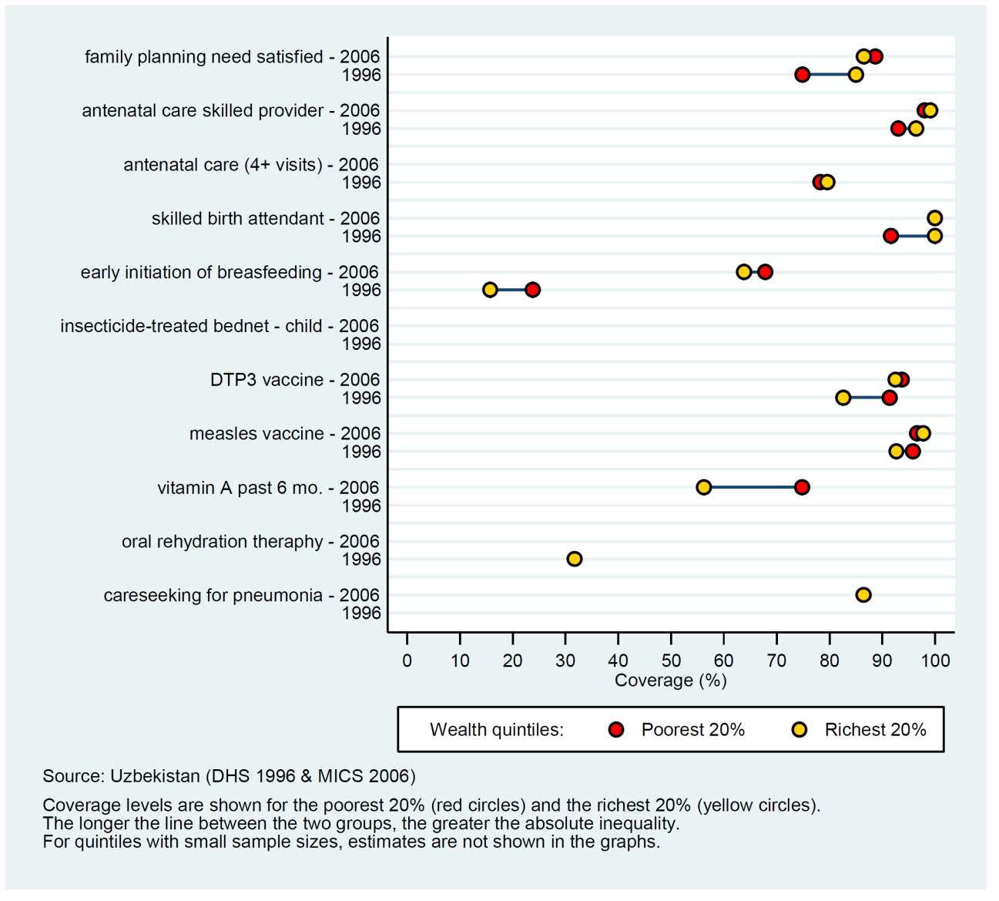 family planning need satisfied - 2006
1996
antenatal care skilled provider - 2006
1996
antenatal care (4+ visits) - 2006
1996
skilled birth attendant - 2006
1996
early initiation of breasfeeding - 2006
1996
insecticide-treated bednet - child - 2006
1996
DTP3 vaccine - 2006
1996
measles vaccine - 2006
1996
vitamin A past 6 mo. - 2006
1996
oral rehydration theraphy - 2006
1996
careseeking for pneumonia - 2006
1996
0 10 20 30 40 50 60 70 80 90 100
Coverage (%)
Wealth quintiles: Poorest 20% Richest 20%
Source: Uzbekistan (DHS 1996 & MICS 2006)
Coverage levels are shown for the poorest 20% (red circles) and the richest 20% (yellow circles).
The longer the line between the two groups, the greater the absolute inequality.
For quintiles with small sample sizes, estimates are not shown in the graphs.